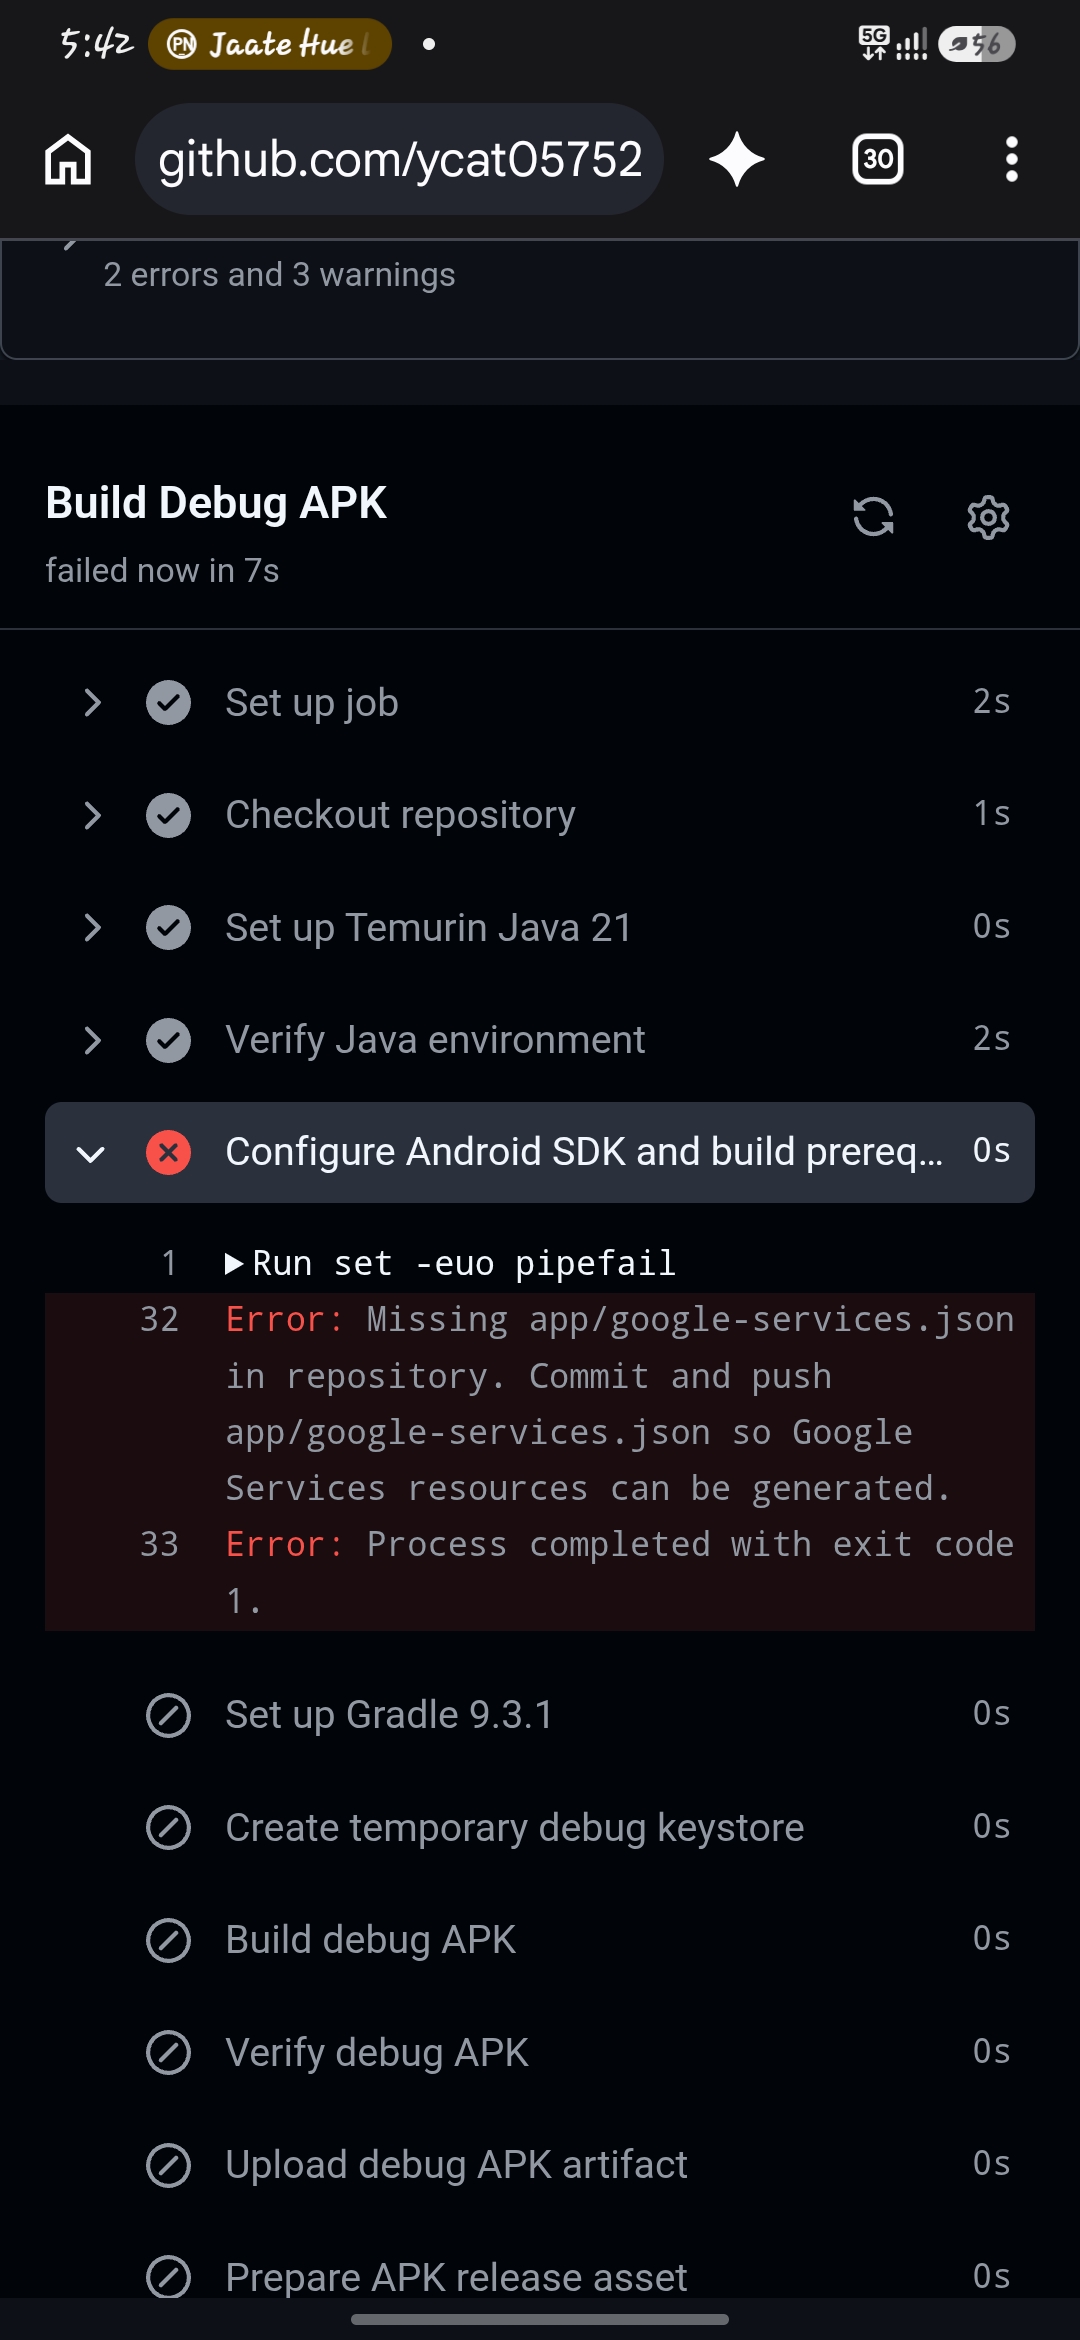 5:42 PN Jaate Hue 5G 56
github.com/ycat05752 30
2 errors and 3 warnings
Build Debug APK
failed now in 7s
Set up job 2s
Checkout repository 1s
Set up Temurin Java 21 0s
Verify Java environment 2s
Configure Android SDK and build prereq... 0s
1 Run set -euo pipefail
32 Error: Missing app/google-services.json
in repository. Commit and push
app/google-services.json so Google
Services resources can be generated.
33 Error: Process completed with exit code
1.
Set up Gradle 9.3.1 0s
Create temporary debug keystore 0s
Build debug APK 0s
Verify debug APK 0s
Upload debug APK artifact 0s
Prepare APK release asset 0s